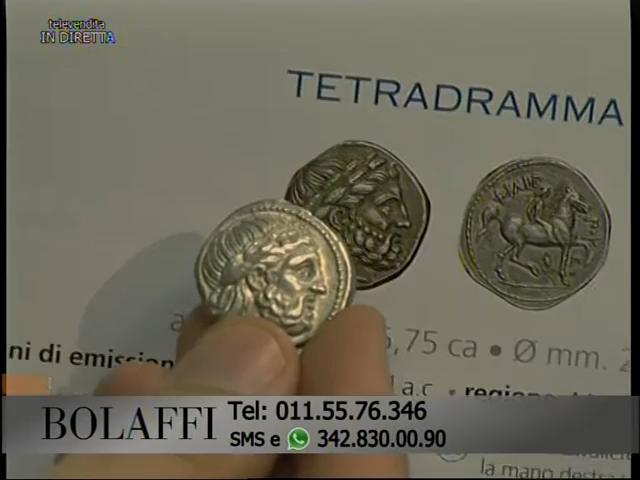 televendita
IN DIRETTA
TETRADRAMMA
,75 ca • Ø mm. 2
ni di emission
a.c • regione
BOLAFFI
Tel: 011.55.76.346
SMS e 342.830.00.90
la mano destra